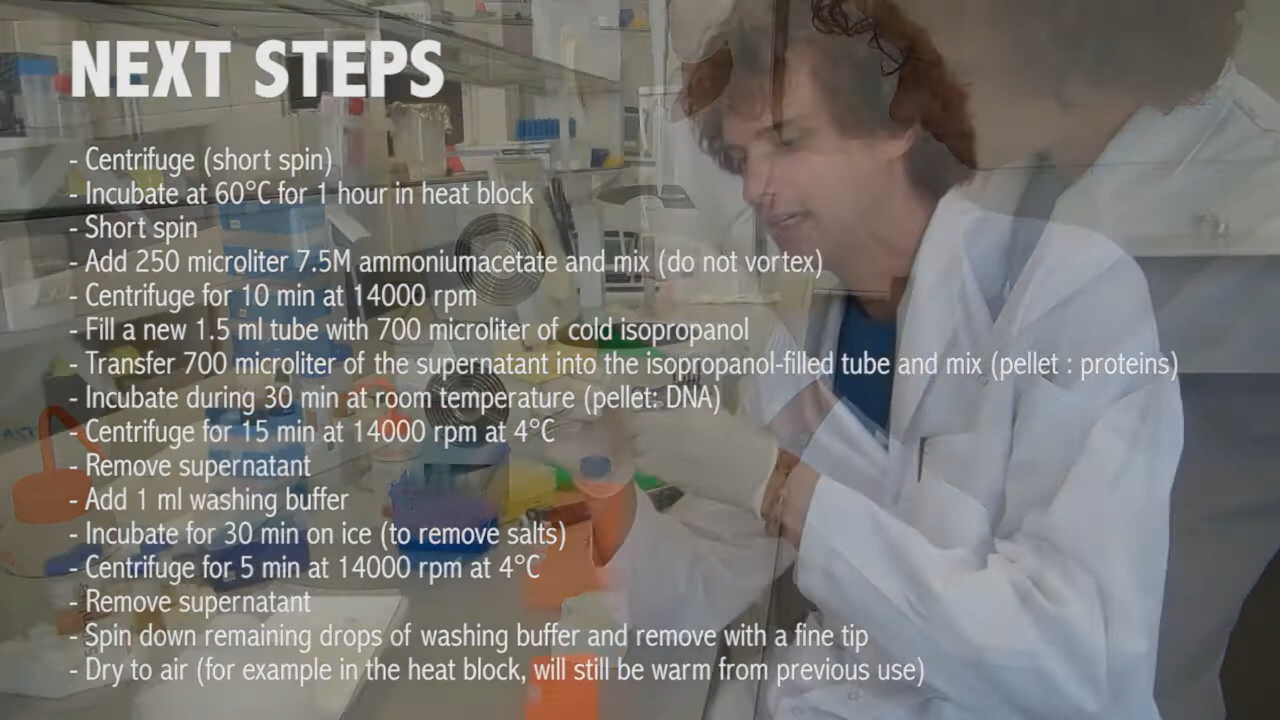 NEXT STEPS
- Centrifuge (short spin)
- Incubate at 60°C for 1 hour in heat block
- Short spin
- Add 250 microliter 7.5M ammoniumacetate and mix (do not vortex)
- Centrifuge for 10 min at 14000 rpm
- Fill a new 1.5 ml tube with 700 microliter of cold isopropanol
- Transfer 700 microliter of the supernatant into the isopropanol-filled tube and mix (pellet : proteins)
- Incubate during 30 min at room temperature (pellet: DNA)
- Centrifuge for 15 min at 14000 rpm at 4°C
- Remove supernatant
- Add 1 ml washing buffer
- Incubate for 30 min on ice (to remove salts)
- Centrifuge for 5 min at 14000 rpm at 4°C
- Remove supernatant
- Spin down remaining drops of washing buffer and remove with a fine tip
- Dry to air (for example in the heat block, will still be warm from previous use)